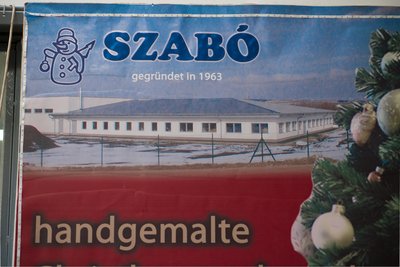 SZABÓ
gegründet in 1963
handgemalte